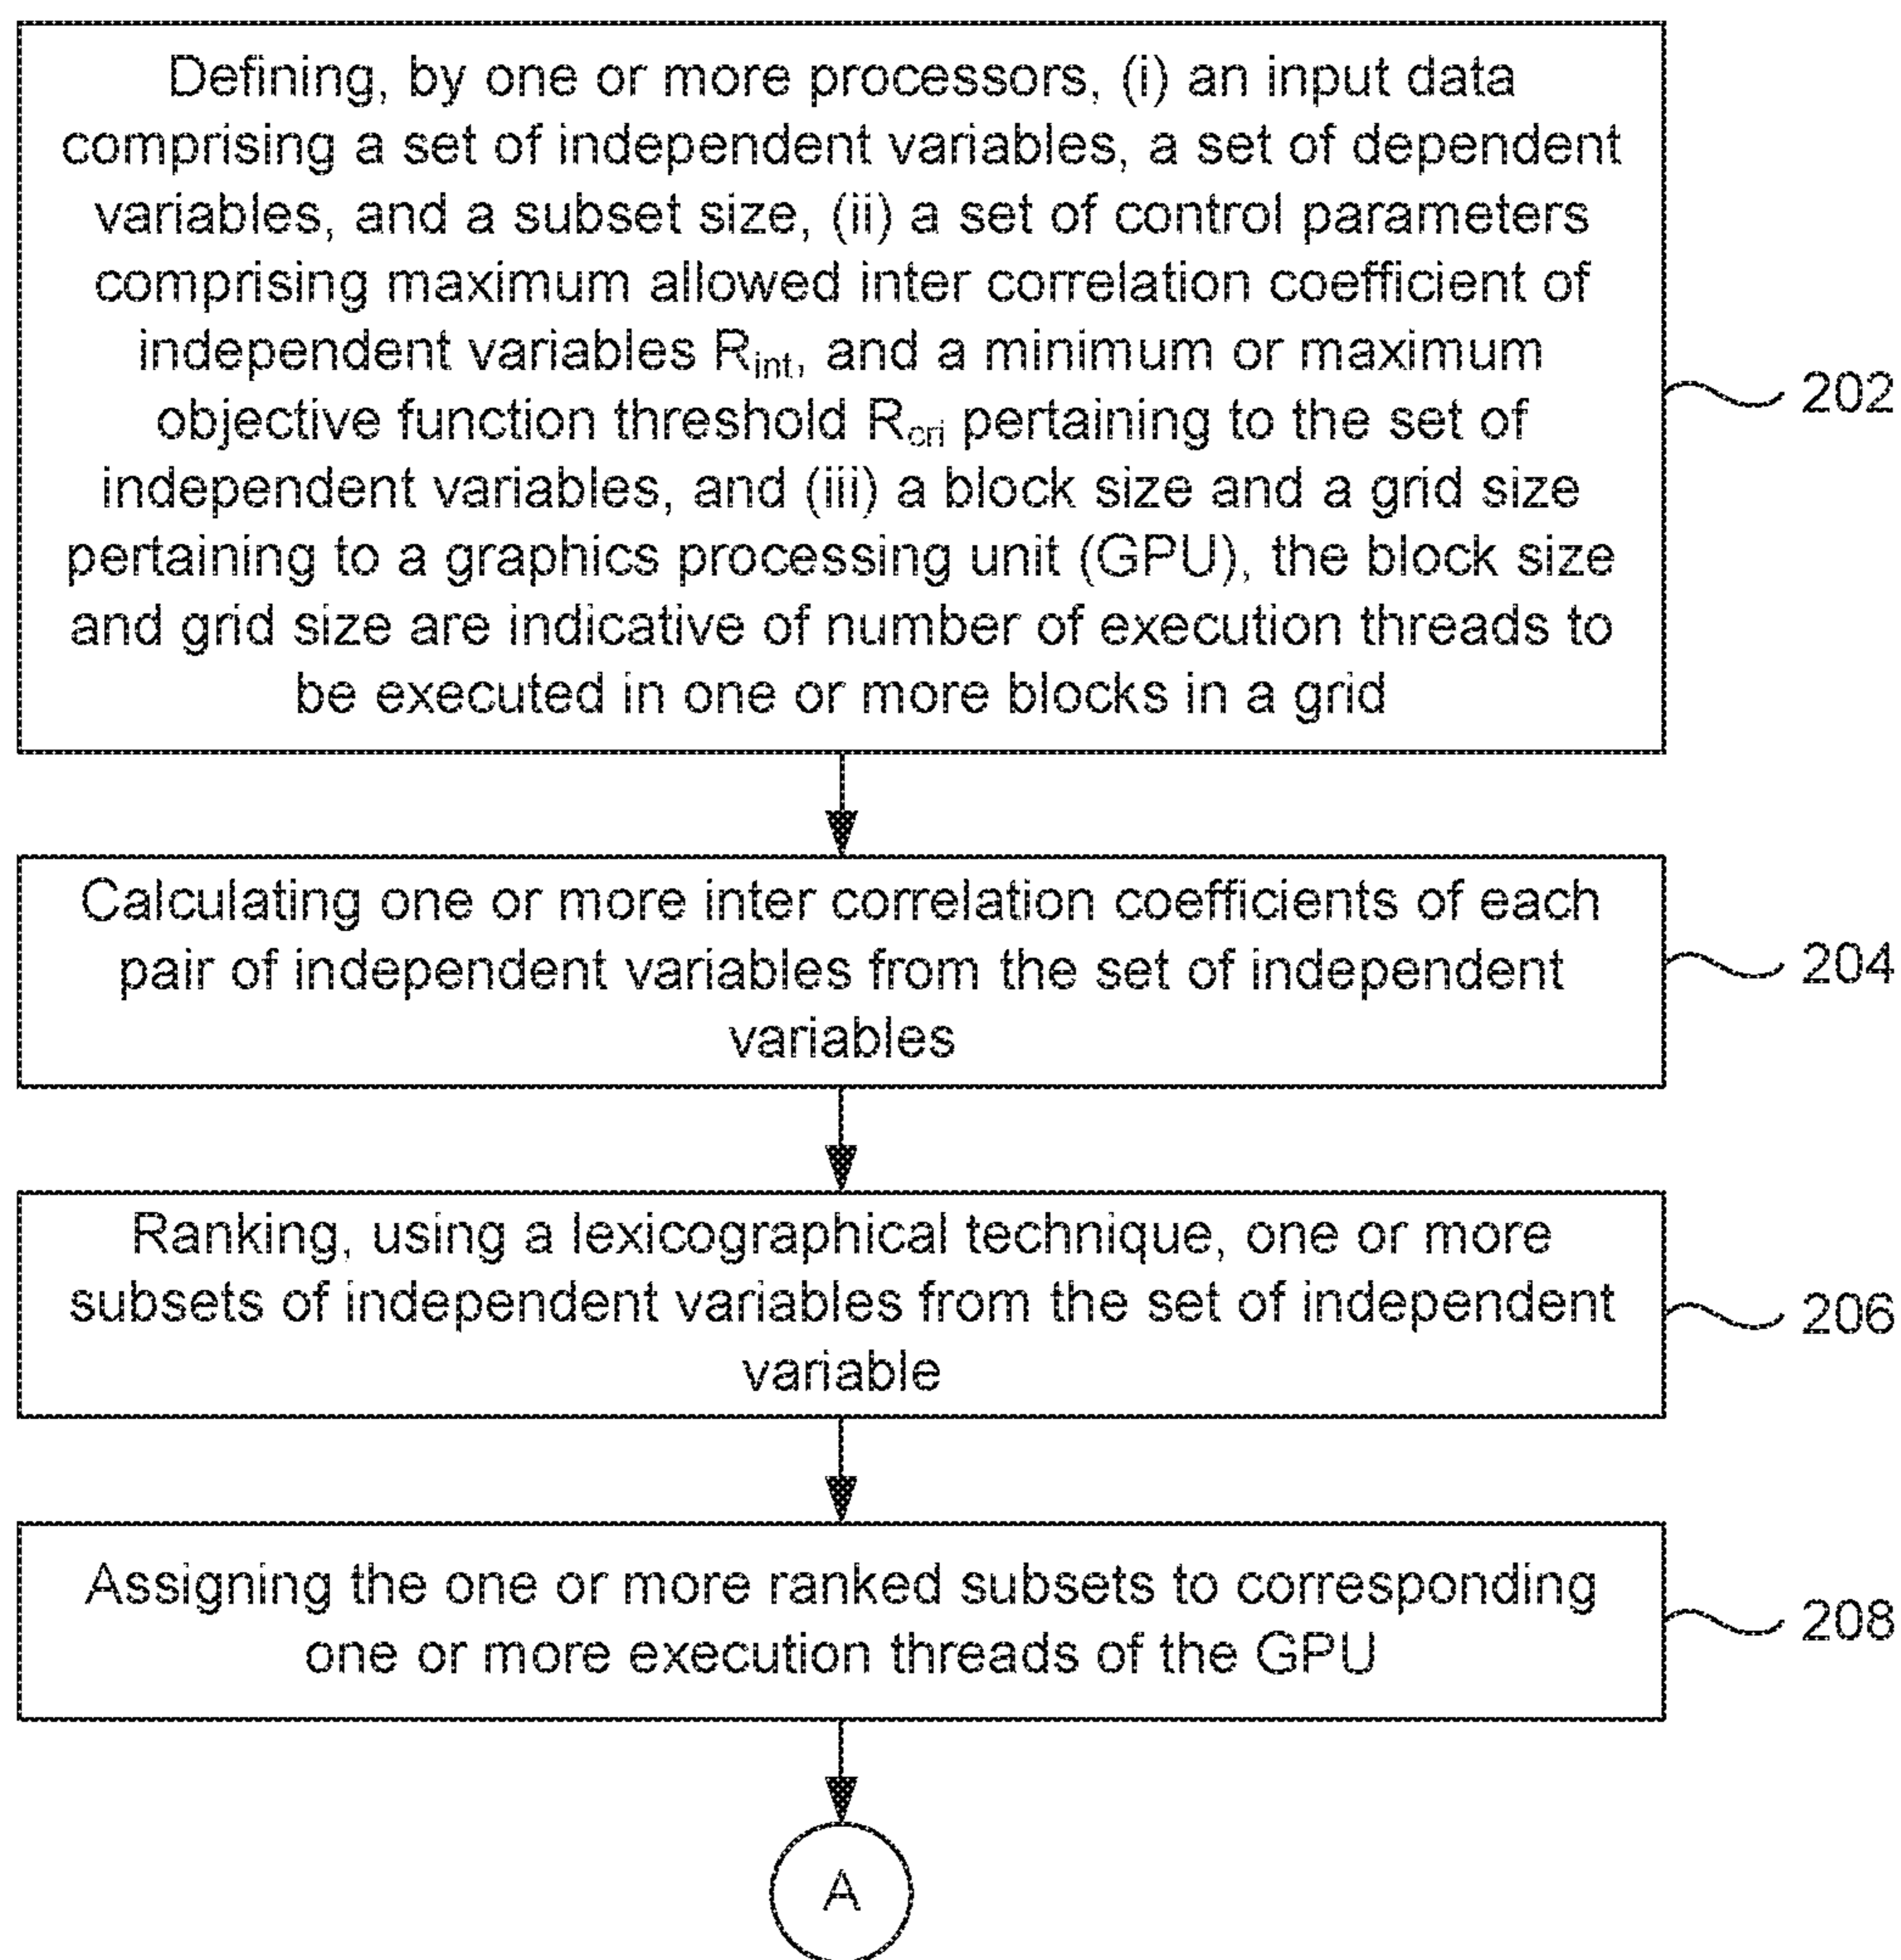 Defining, by one or more processors, (i) an input data
comprising a set of independent variables, a set of dependent
variables, and a subset size, (ii) a set of control parameters
comprising maximum allowed inter correlation coefficient of
independent variables Rint, and a minimum or maximum
objective function threshold Rcri pertaining to the set of
independent variables, and (iii) a block size and a grid size
pertaining to a graphics processing unit (GPU), the block size
and grid size are indicative of number of execution threads to
be executed in one or more blocks in a grid
202
Calculating one or more inter correlation coefficients of each
pair of independent variables from the set of independent
variables
204
Ranking, using a lexicographical technique, one or more
subsets of independent variables from the set of independent
variable
206
Assigning the one or more ranked subsets to corresponding
one or more execution threads of the GPU
208
A